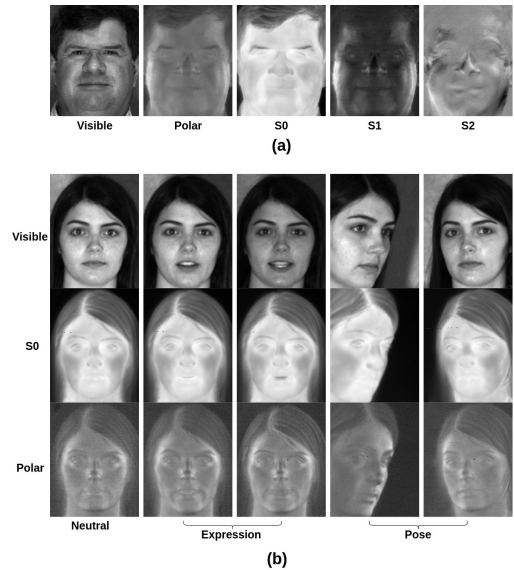 Visible Polar S0 S1 S2
(a)
Visible
S0
Polar
Neutral Expression Pose
(b)